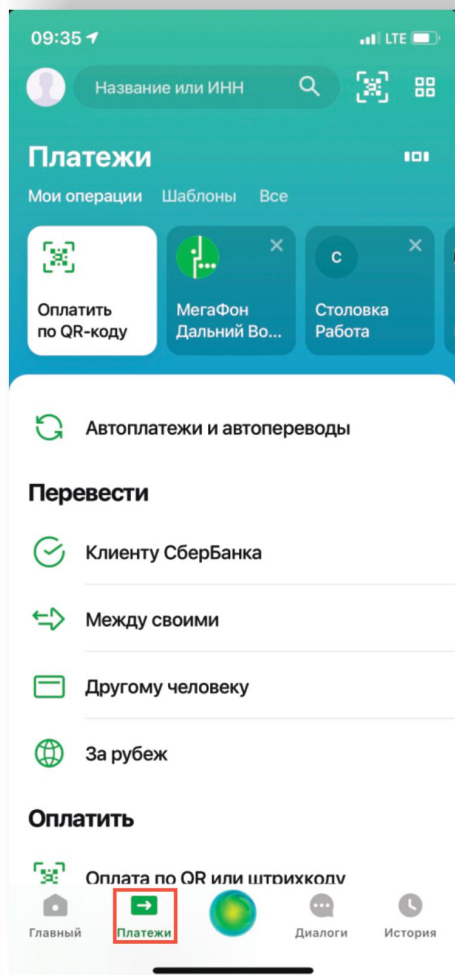 09:35
LTE
Название или ИНН
Платежи
Мои операции Шаблоны Все
Оплатить
по QR-коду
МегаФон
Дальний Во...
С
Столовка
Работа
Автоплатежи и автопереводы
Перевести
Клиенту СберБанка
Между своими
Другому человеку
За рубеж
Оплатить
Оплата по QR или штрихкоду
Главный Платежи Диалоги История